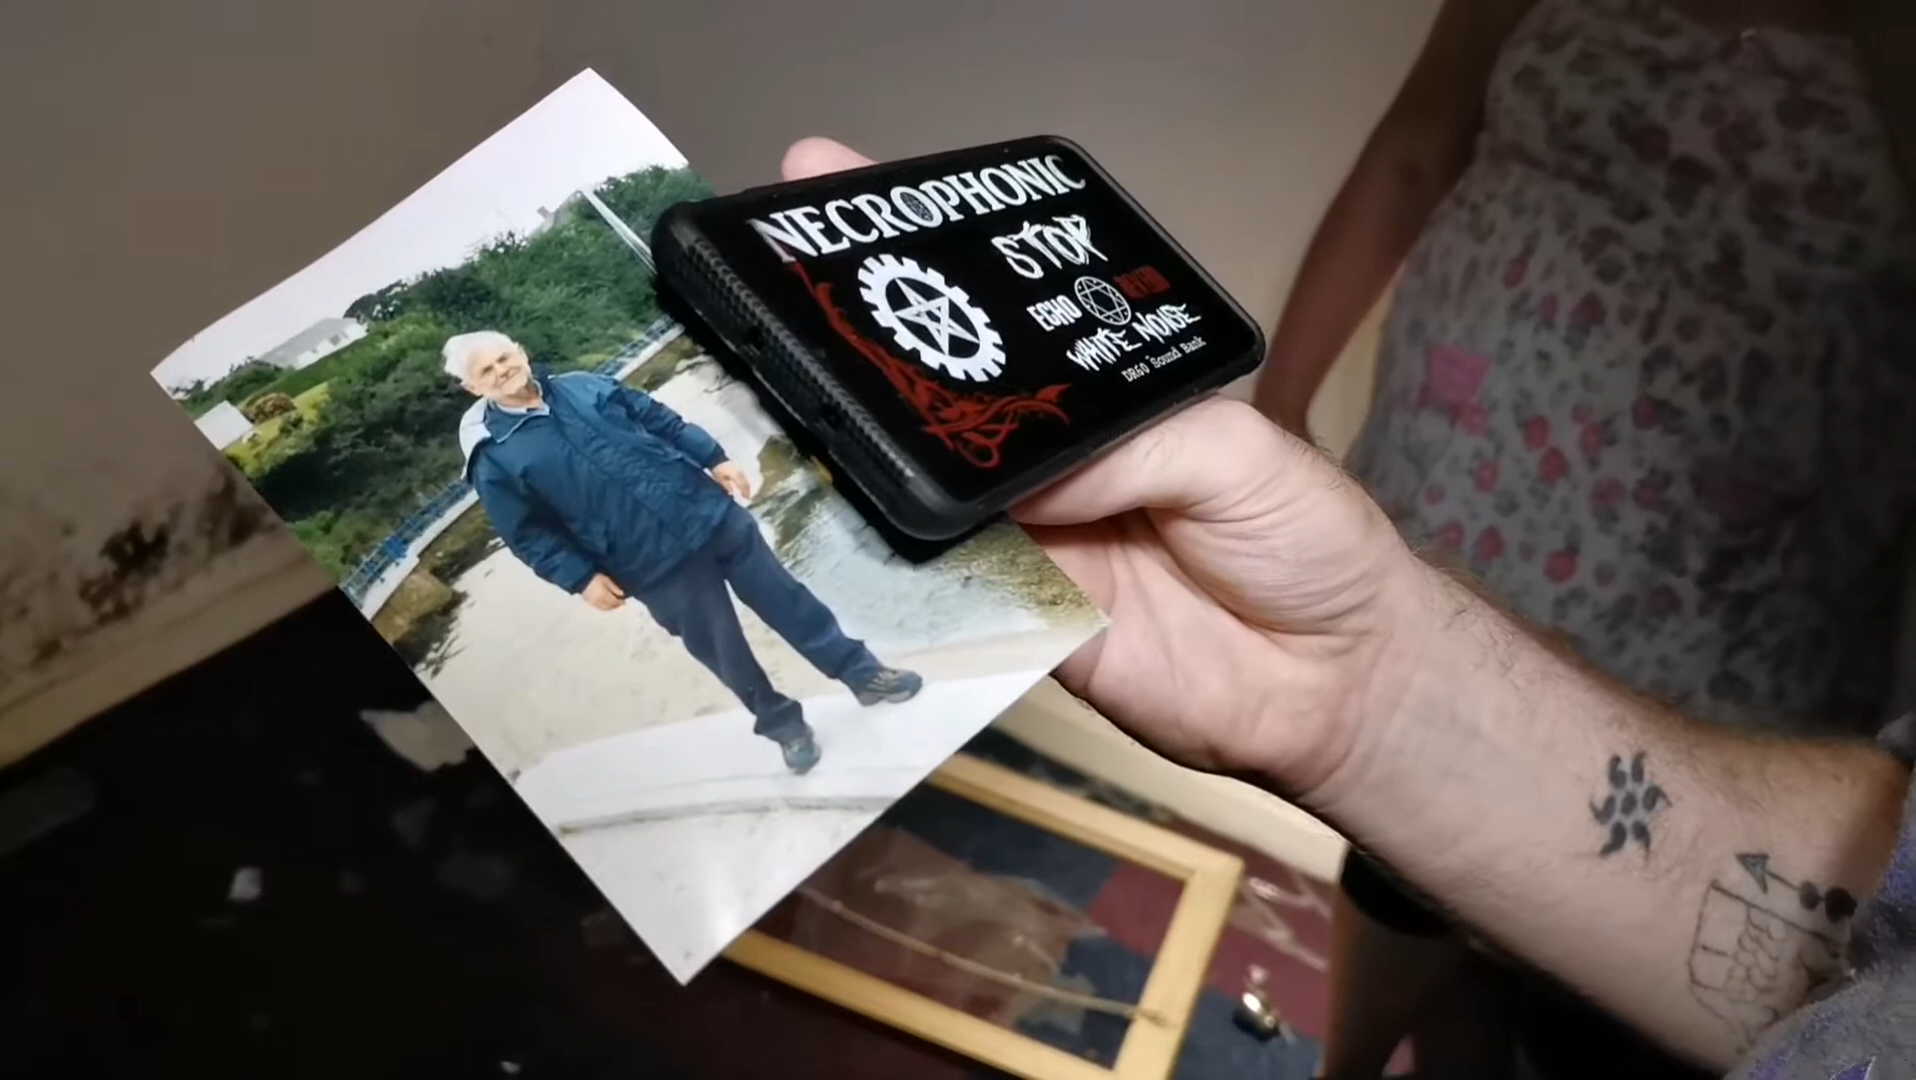 NECROPHONIC
STOP
ECHO
WHITE NOISE
DR60 Sound Bank